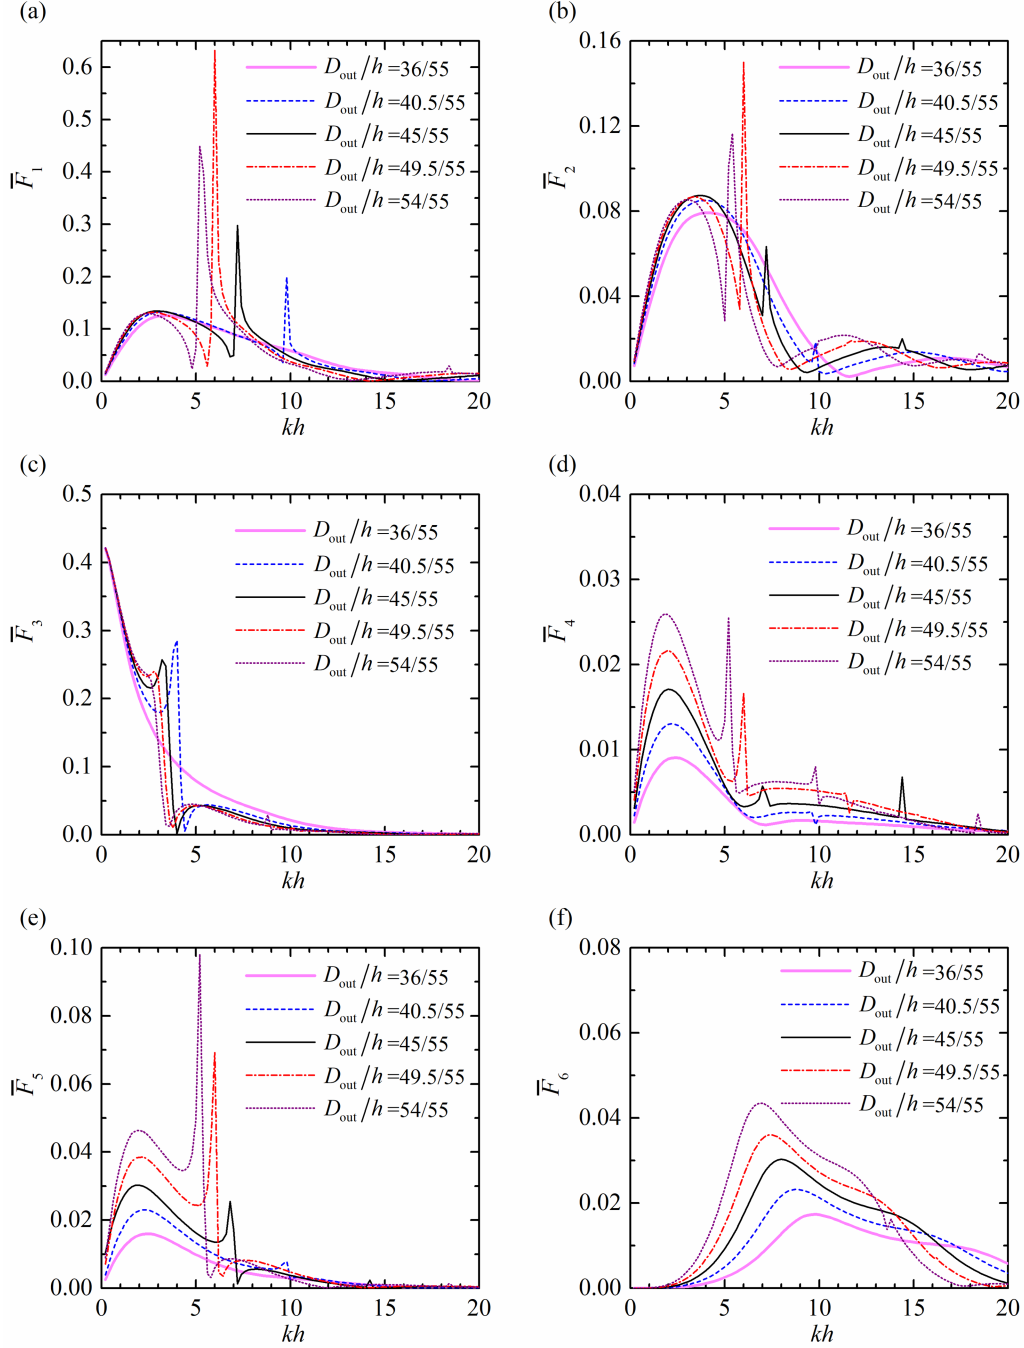 (a)
(b)
F̅₁
0.6
0.5
0.4
0.3
0.2
0.1
0.0
D_out/h=36/55
D_out/h=40.5/55
D_out/h=45/55
D_out/h=49.5/55
D_out/h=54/55
0 5 10 15 20
kh
F̅₂
0.16
0.12
0.08
0.04
0.00
D_out/h=36/55
D_out/h=40.5/55
D_out/h=45/55
D_out/h=49.5/55
D_out/h=54/55
0 5 10 15 20
kh
(c)
(d)
F̅₃
0.5
0.4
0.3
0.2
0.1
0.0
D_out/h=36/55
D_out/h=40.5/55
D_out/h=45/55
D_out/h=49.5/55
D_out/h=54/55
0 5 10 15 20
kh
F̅₄
0.04
0.03
0.02
0.01
0.00
D_out/h=36/55
D_out/h=40.5/55
D_out/h=45/55
D_out/h=49.5/55
D_out/h=54/55
0 5 10 15 20
kh
(e)
(f)
F̅₅
0.10
0.08
0.06
0.04
0.02
0.00
D_out/h=36/55
D_out/h=40.5/55
D_out/h=45/55
D_out/h=49.5/55
D_out/h=54/55
0 5 10 15 20
kh
F̅₆
0.08
0.06
0.04
0.02
0.00
D_out/h=36/55
D_out/h=40.5/55
D_out/h=45/55
D_out/h=49.5/55
D_out/h=54/55
0 5 10 15 20
kh